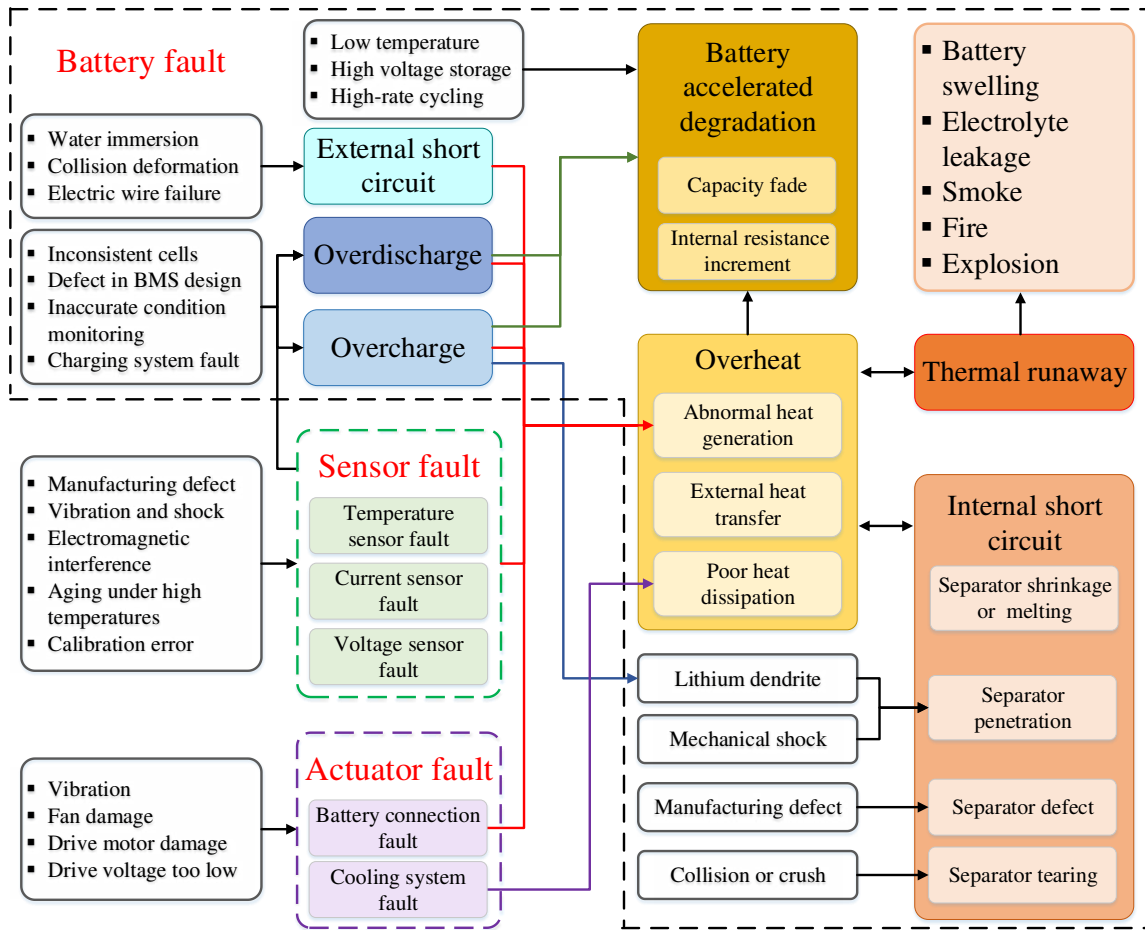 Battery fault
▪ Low temperature
▪ High voltage storage
▪ High-rate cycling
▪ Water immersion
▪ Collision deformation
▪ Electric wire failure
External short
circuit
▪ Inconsistent cells
▪ Defect in BMS design
▪ Inaccurate condition
monitoring
▪ Charging system fault
Overdischarge
Overcharge
Battery
accelerated
degradation
Capacity fade
Internal resistance
increment
▪ Battery
swelling
▪ Electrolyte
leakage
▪ Smoke
▪ Fire
▪ Explosion
Overheat
Abnormal heat
generation
External heat
transfer
Poor heat
dissipation
Thermal runaway
▪ Manufacturing defect
▪ Vibration and shock
▪ Electromagnetic
interference
▪ Aging under high
temperatures
▪ Calibration error
Sensor fault
Temperature
sensor fault
Current sensor
fault
Voltage sensor
fault
Internal short
circuit
Separator shrinkage
or melting
Separator
penetration
Separator defect
Separator tearing
Lithium dendrite
Mechanical shock
Manufacturing defect
Collision or crush
▪ Vibration
▪ Fan damage
▪ Drive motor damage
▪ Drive voltage too low
Actuator fault
Battery connection
fault
Cooling system
fault